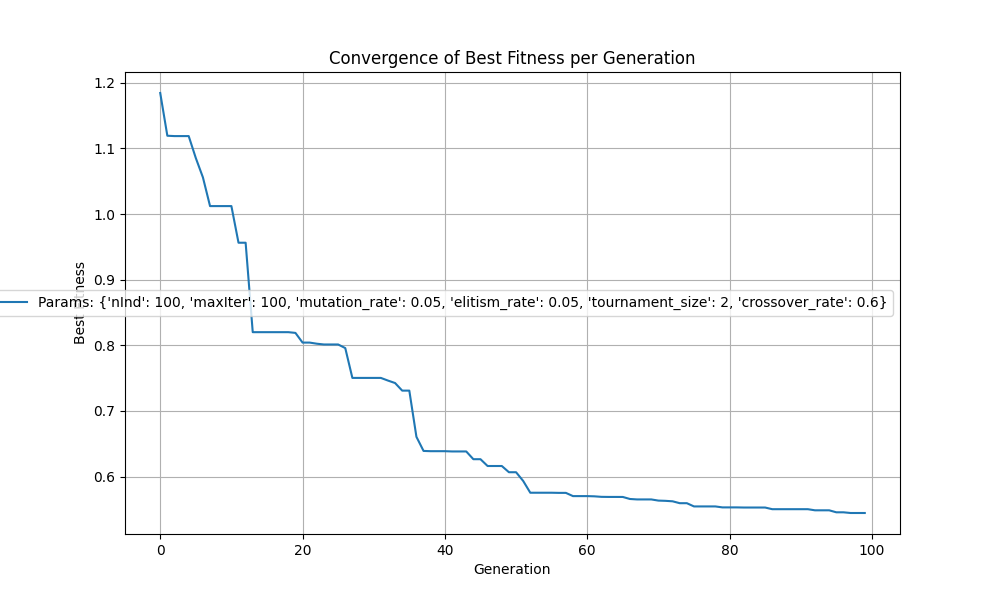 Convergence of Best Fitness per Generation
1.2
1.1
1.0
0.9
0.8
0.7
0.6
Best Fitness
Params: {'nInd': 100, 'maxIter': 100, 'mutation_rate': 0.05, 'elitism_rate': 0.05, 'tournament_size': 2, 'crossover_rate': 0.6}
0 20 40 60 80 100
Generation